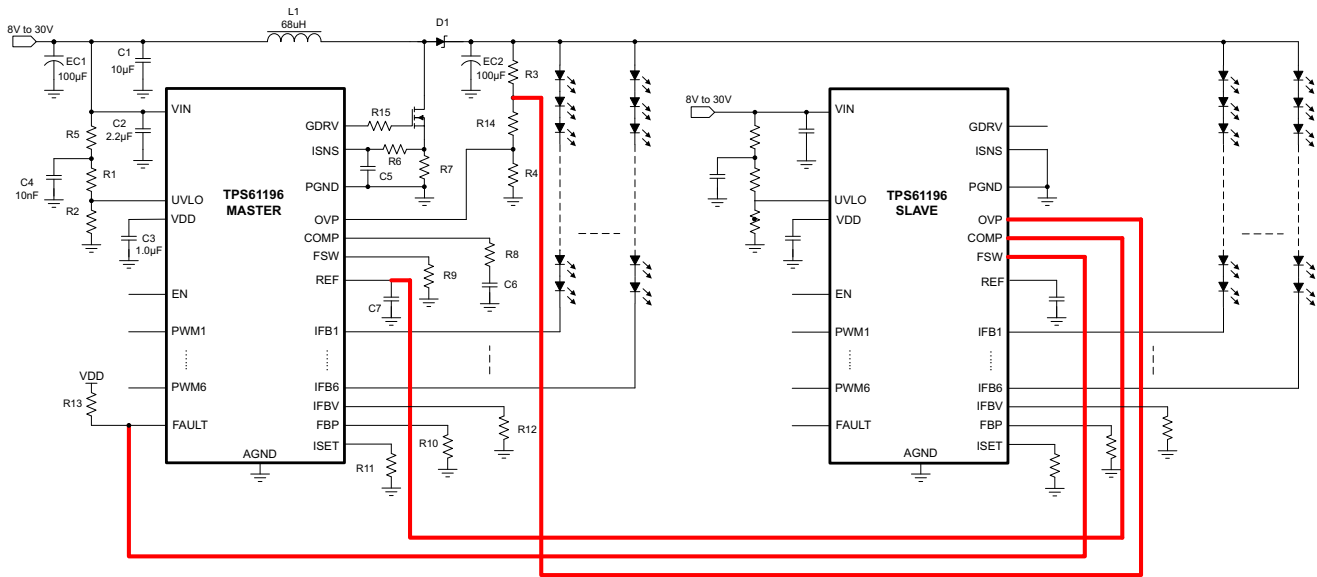 8V to 30V
L1
68uH
D1
EC1
100µF
C1
10µF
EC2
100µF
R3
R5
C2
2.2µF
VIN
R15
GDRV
R14
C4
10nF
R1
ISNS
R6
C5
R7
R4
R2
UVLO
VDD
C3
1.0µF
TPS61196
MASTER
PGND
OVP
COMP
FSW
REF
R8
R9
C6
C7
EN
PWM1
PWM6
IFB1
IFB6
IFBV
FBP
ISET
VDD
R13
FAULT
AGND
R12
R10
R11
8V to 30V
VIN
GDRV
ISNS
PGND
UVLO
VDD
TPS61196
SLAVE
OVP
COMP
FSW
REF
EN
PWM1
PWM6
FAULT
IFB1
IFB6
IFBV
FBP
ISET
AGND